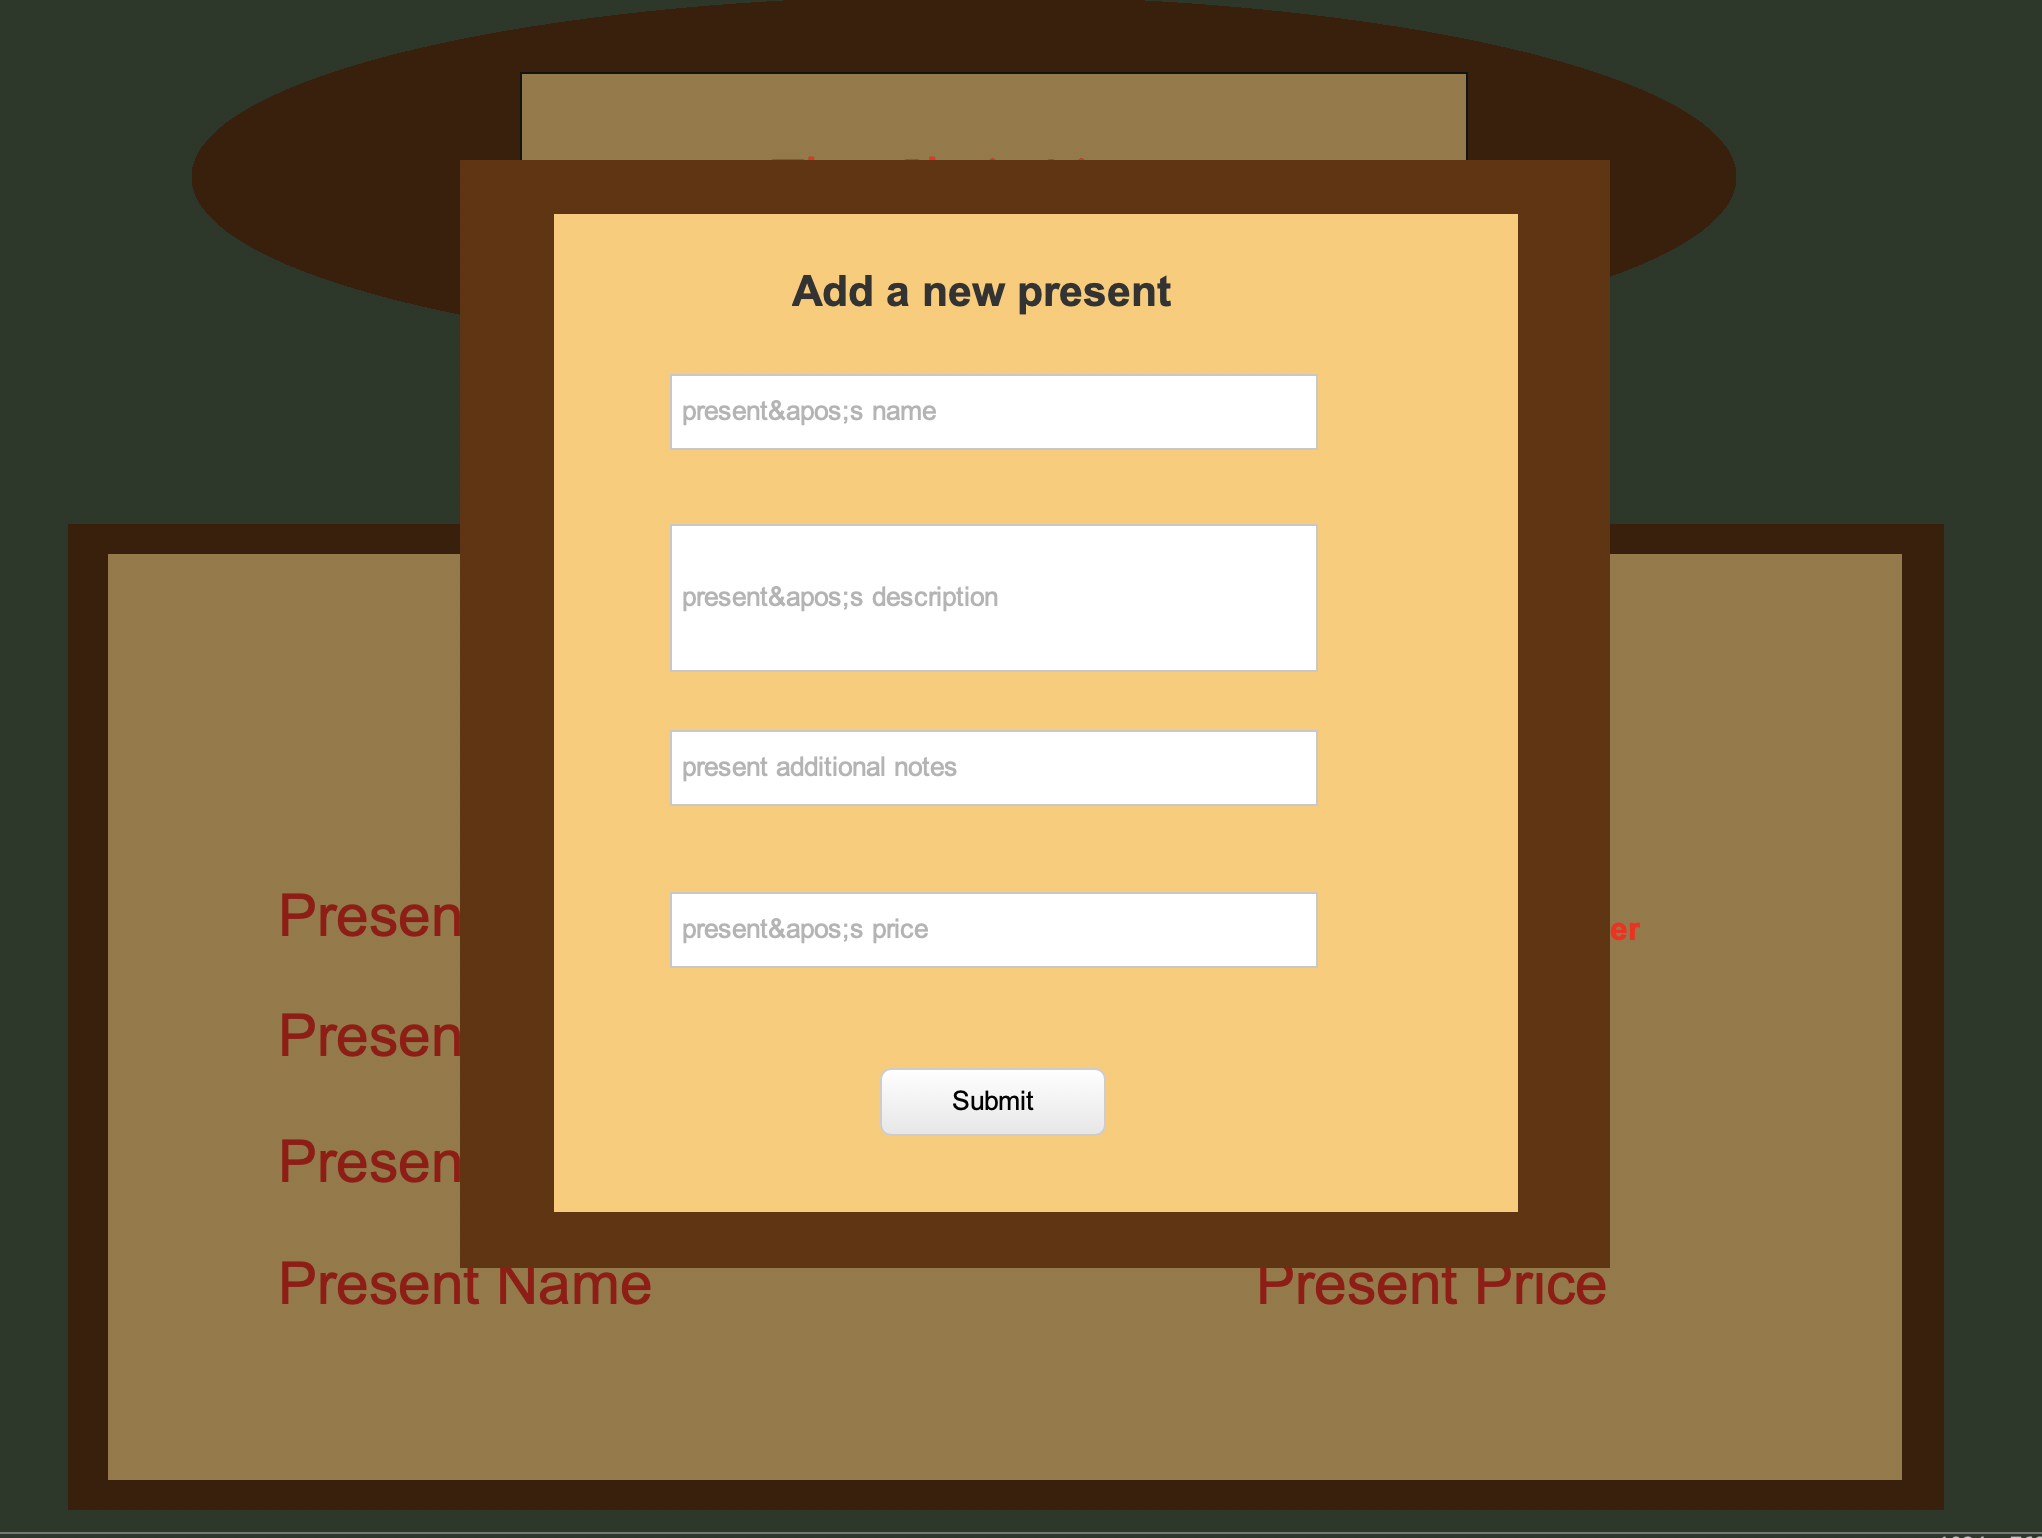 Add a new present
present&apos;s name
present&apos;s description
present additional notes
Presen
present&apos;s price
er
Presen
Submit
Presen
Present Name Present Price